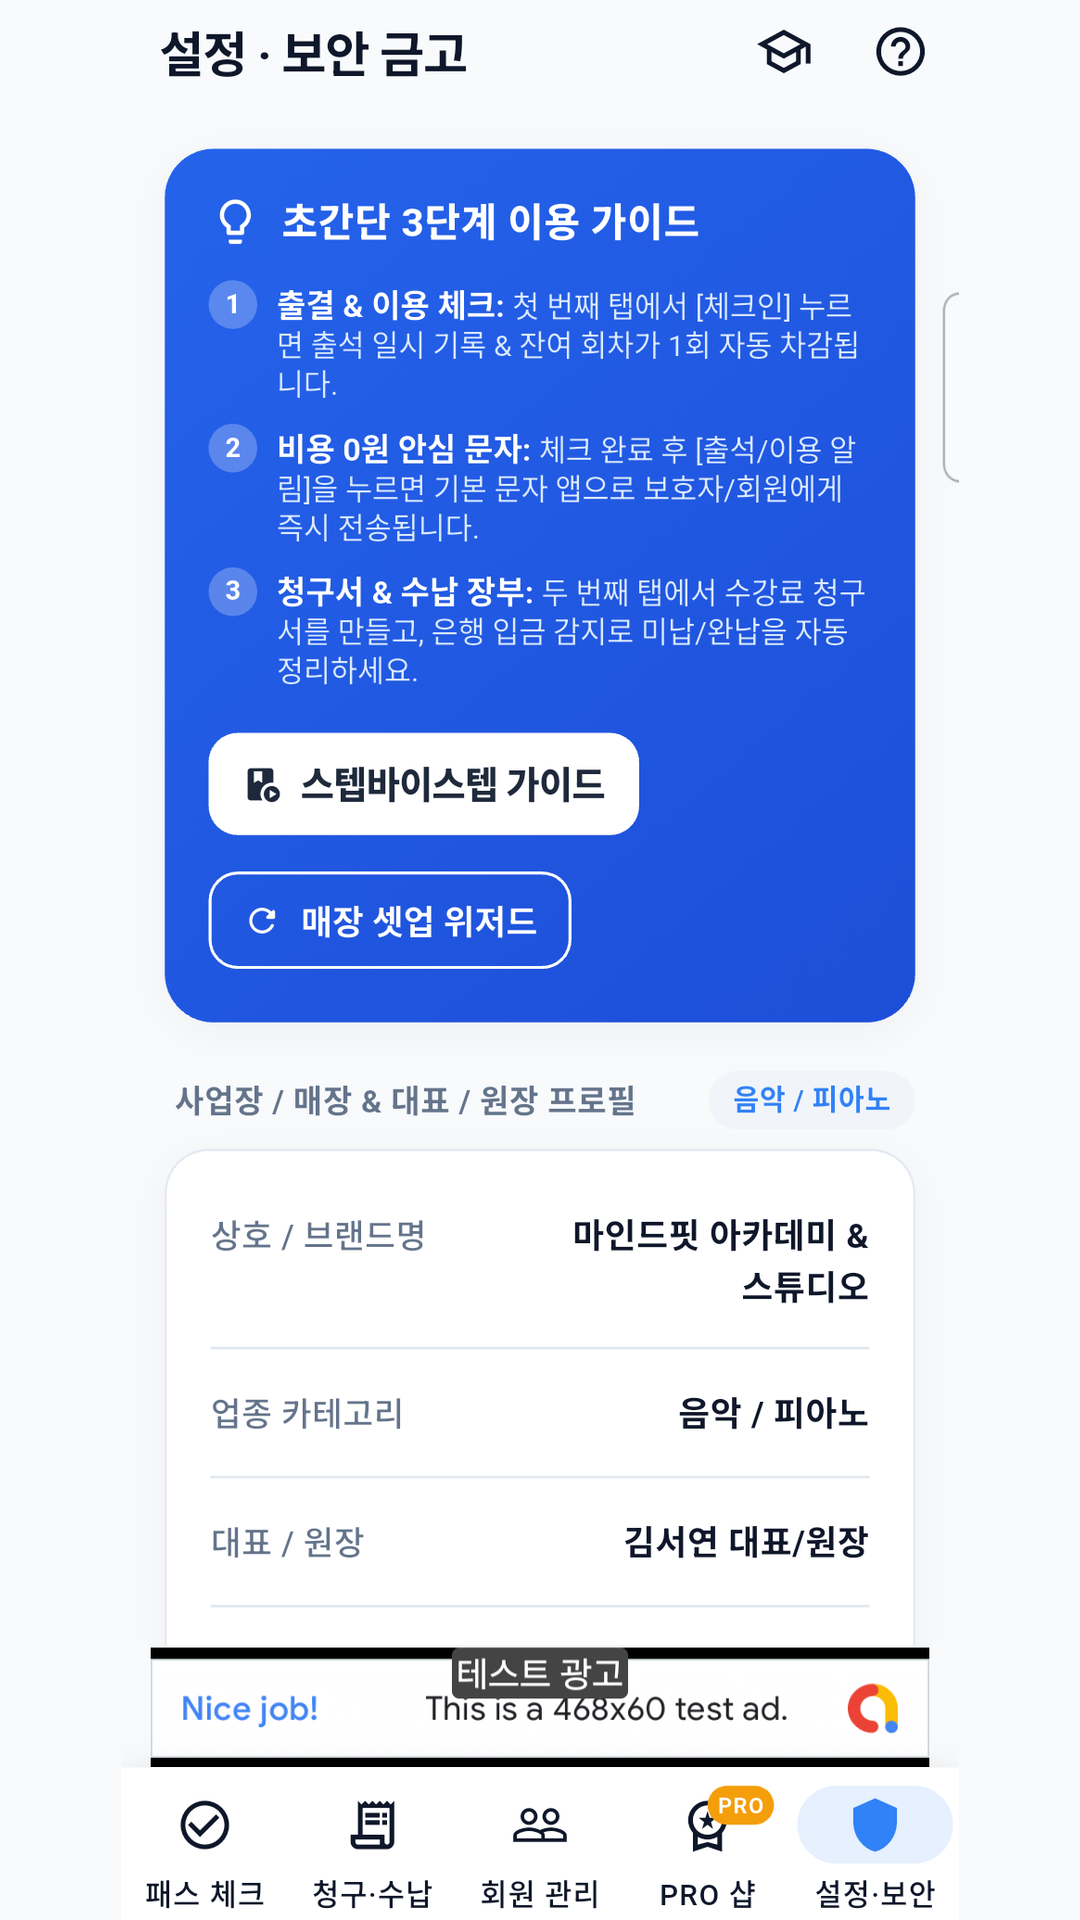 설정 · 보안 금고
초간단 3단계 이용 가이드
1 출결 & 이용 체크: 첫 번째 탭에서 [체크인] 누르
면 출석 일시 기록 & 잔여 회차가 1회 자동 차감됩
니다.
2 비용 0원 안심 문자: 체크 완료 후 [출석/이용 알
림]을 누르면 기본 문자 앱으로 보호자/회원에게
즉시 전송됩니다.
3 청구서 & 수납 장부: 두 번째 탭에서 수강료 청구
서를 만들고, 은행 입금 감지로 미납/완납을 자동
정리하세요.
스텝바이스텝 가이드
매장 셋업 위저드
사업장 / 매장 & 대표 / 원장 프로필 음악 / 피아노
상호 / 브랜드명 마인드핏 아카데미 &
스튜디오
업종 카테고리 음악 / 피아노
대표 / 원장 김서연 대표/원장
테스트 광고
Nice job! This is a 468x60 test ad.
PRO
패스 체크 청구·수납 회원 관리 PRO 샵 설정·보안